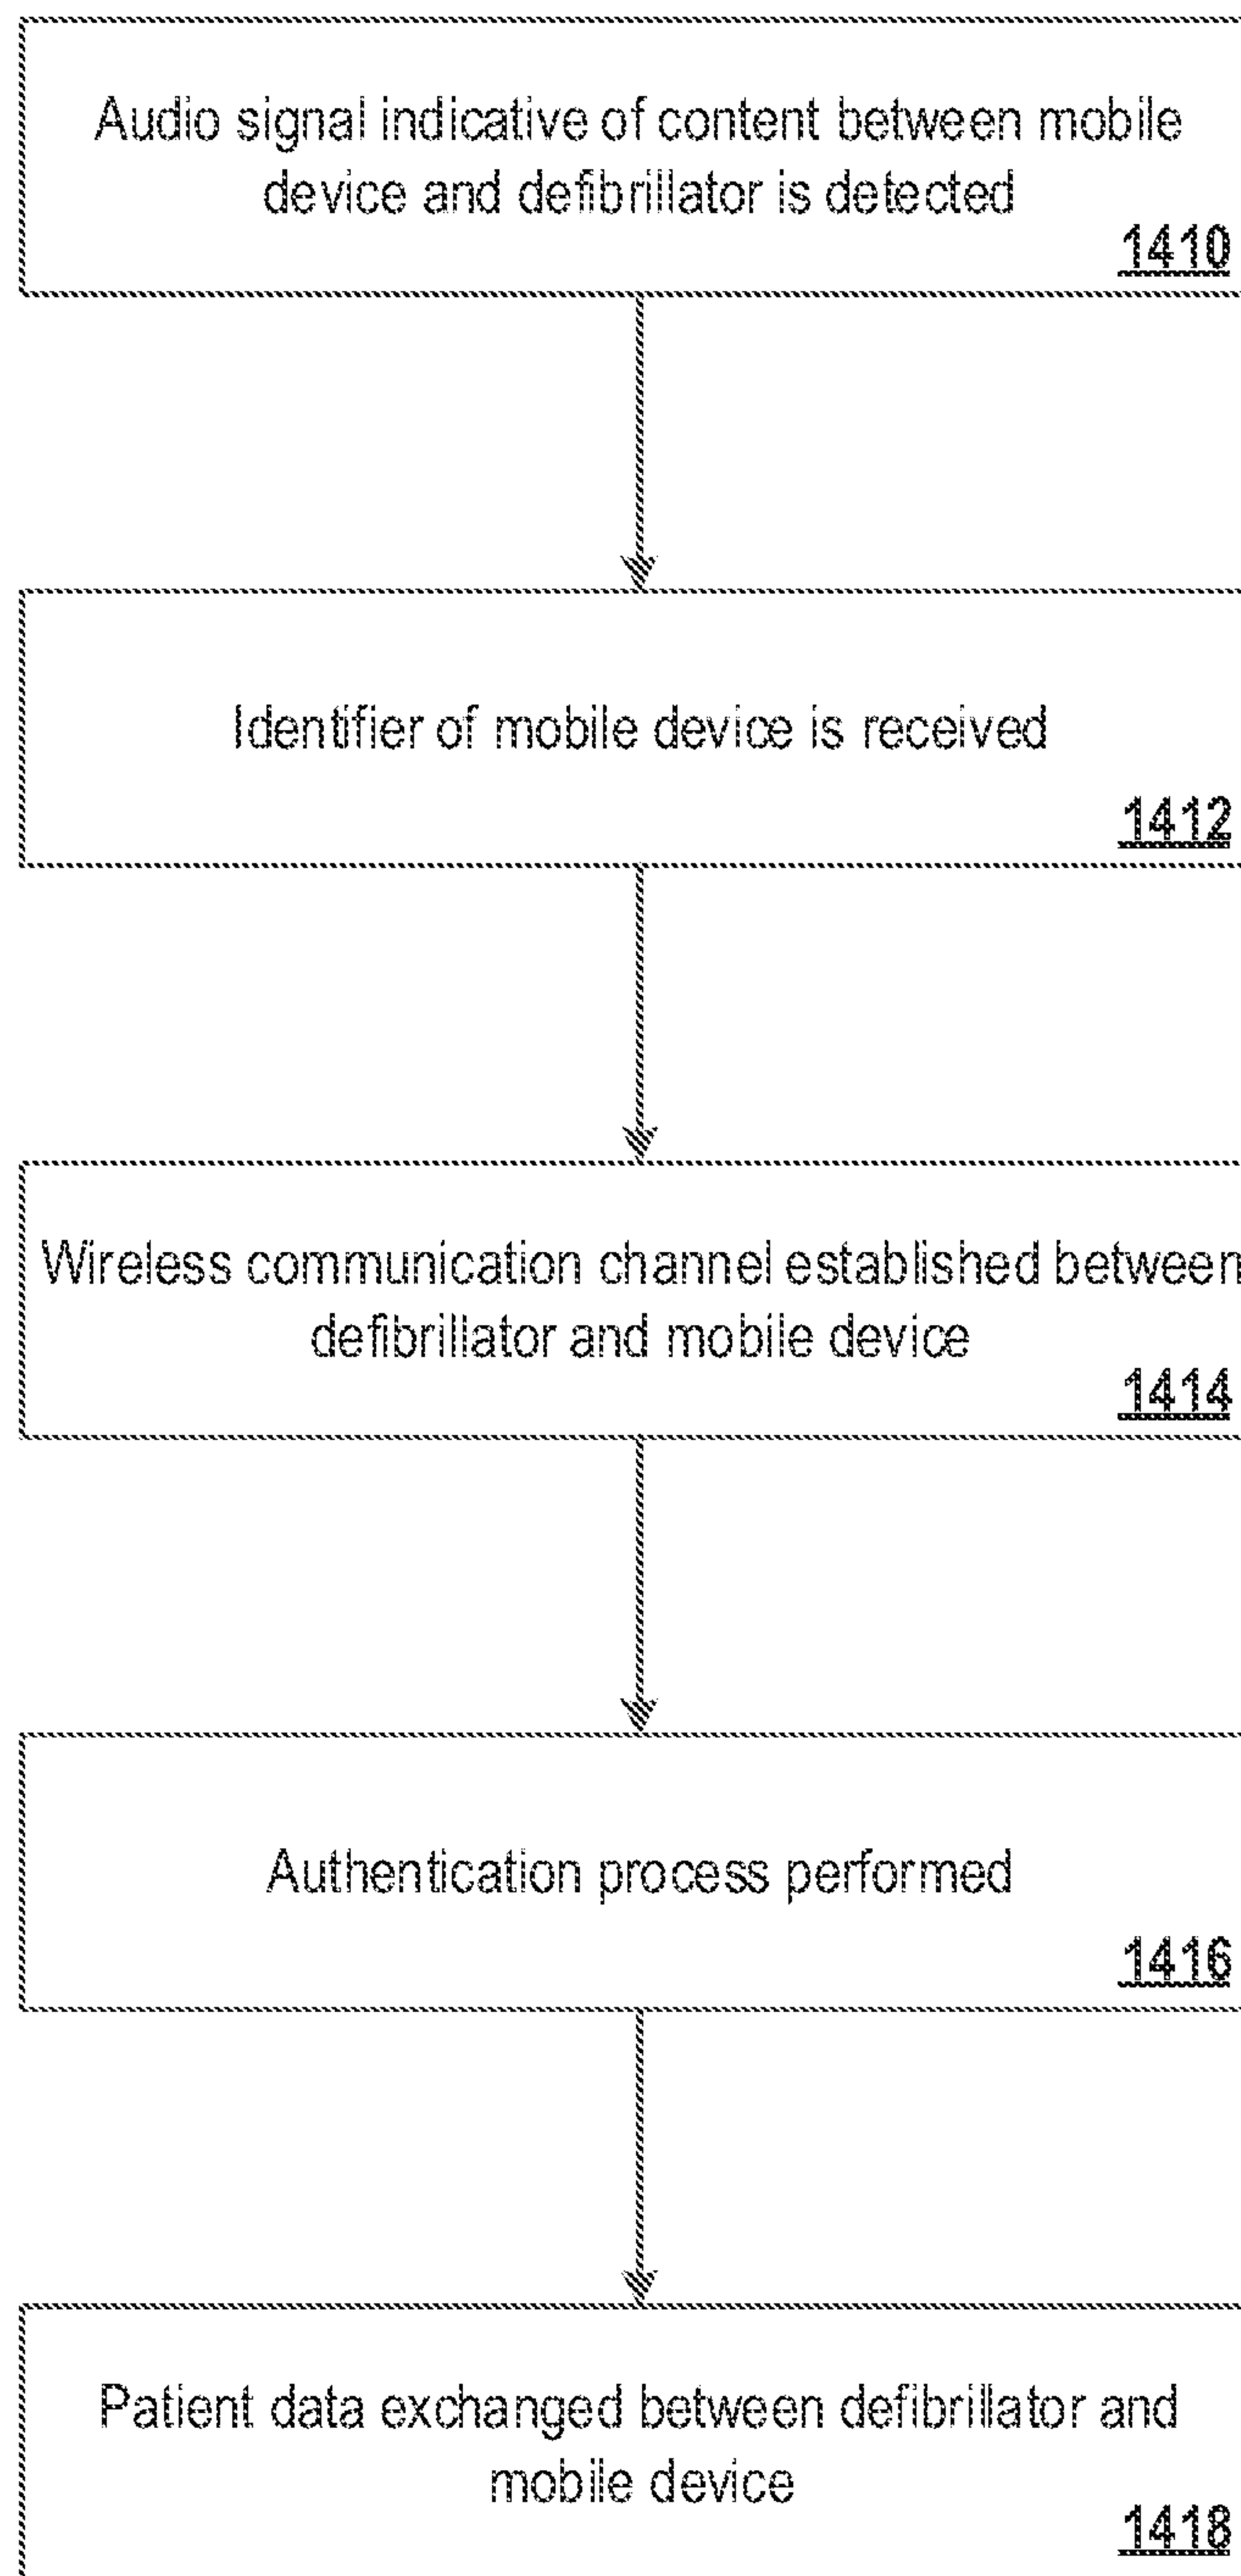 Audio signal indicative of content between mobile
device and defibrillator is detected
1410
Identifier of mobile device is received
1412
Wireless communication channel established between
defibrillator and mobile device
1414
Authentication process performed
1416
Patient data exchanged between defibrillator and
mobile device
1418